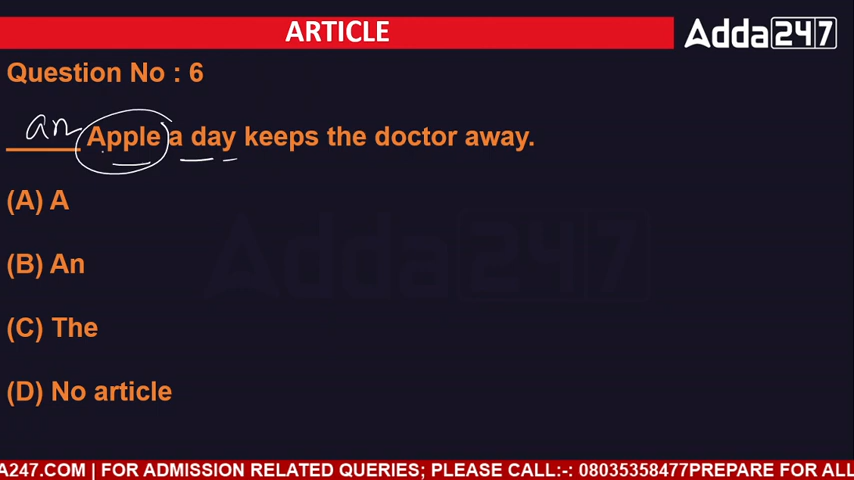 ARTICLE
Adda247
Question No : 6
an Apple a day keeps the doctor away.
(A) A
(B) An
Adda247
(C) The
(D) No article
A247.COM | FOR ADMISSION RELATED QUERIES; PLEASE CALL:-: 08035358477PREPARE FOR ALL